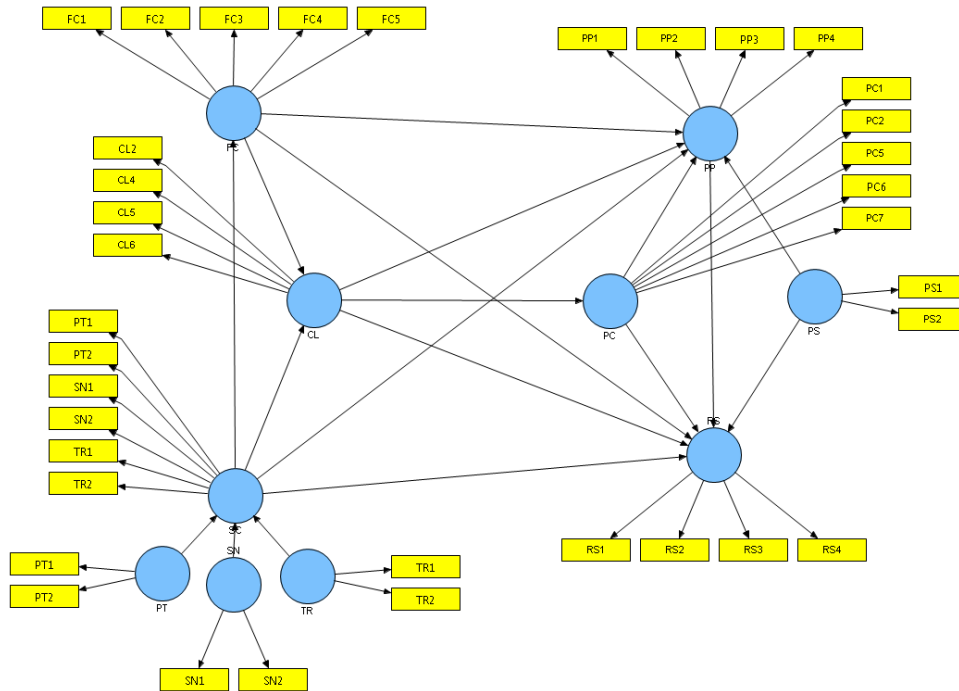 FC1 FC2 FC3 FC4 FC5
PP1 PP2 PP3 PP4
PC1
PC2
PC5
PC6
PC7
FC
PP
CL2
CL4
CL5
CL6
CL
PC
PS
PS1
PS2
PT1
PT2
SN1
SN2
TR1
TR2
RS
SC
RS1 RS2 RS3 RS4
PT1
PT2
PT
SN
TR
TR1
TR2
SN1 SN2